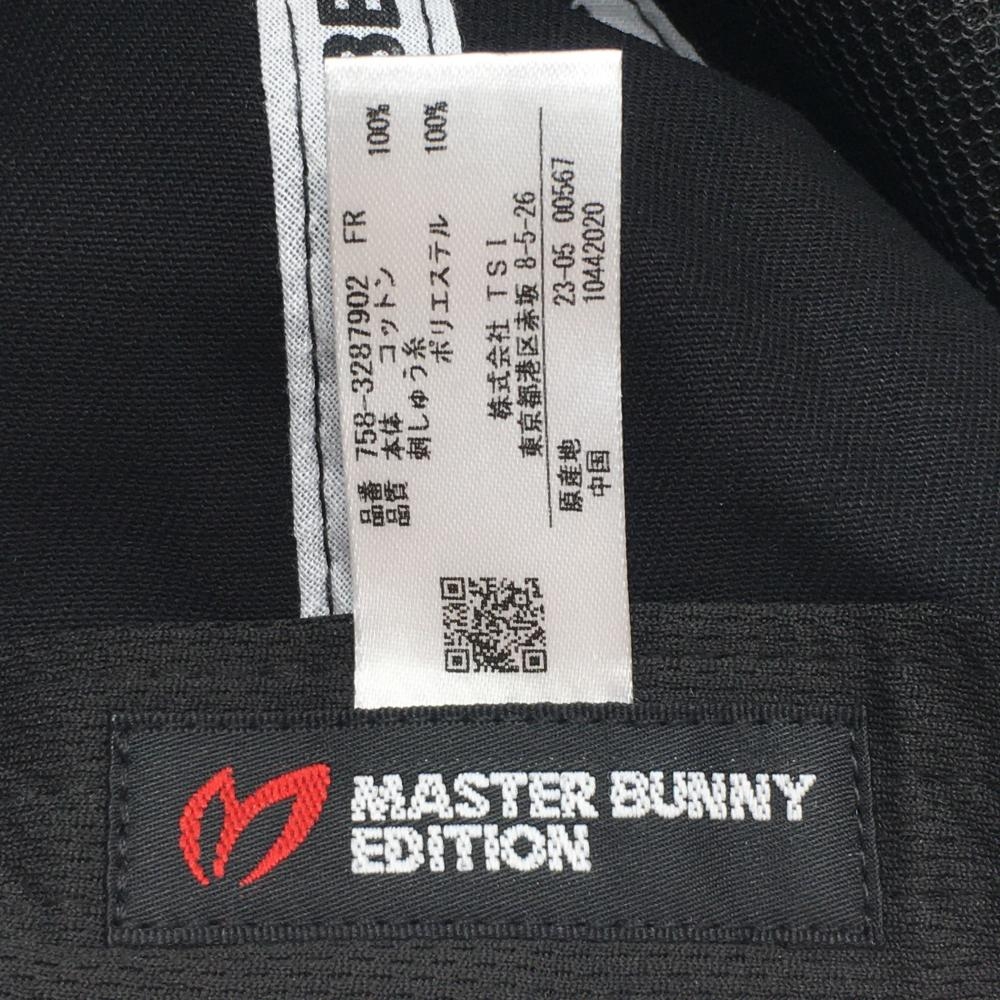 BE
品番 758-3287902 FR
品質 本体 コットン 100%
刺しゅう糸
ポリエステル 100%
株式会社 TSI
東京都港区赤坂 8-5-26
原産地 23-05 00567
中国 10442020
MASTER BUNNY
EDITION